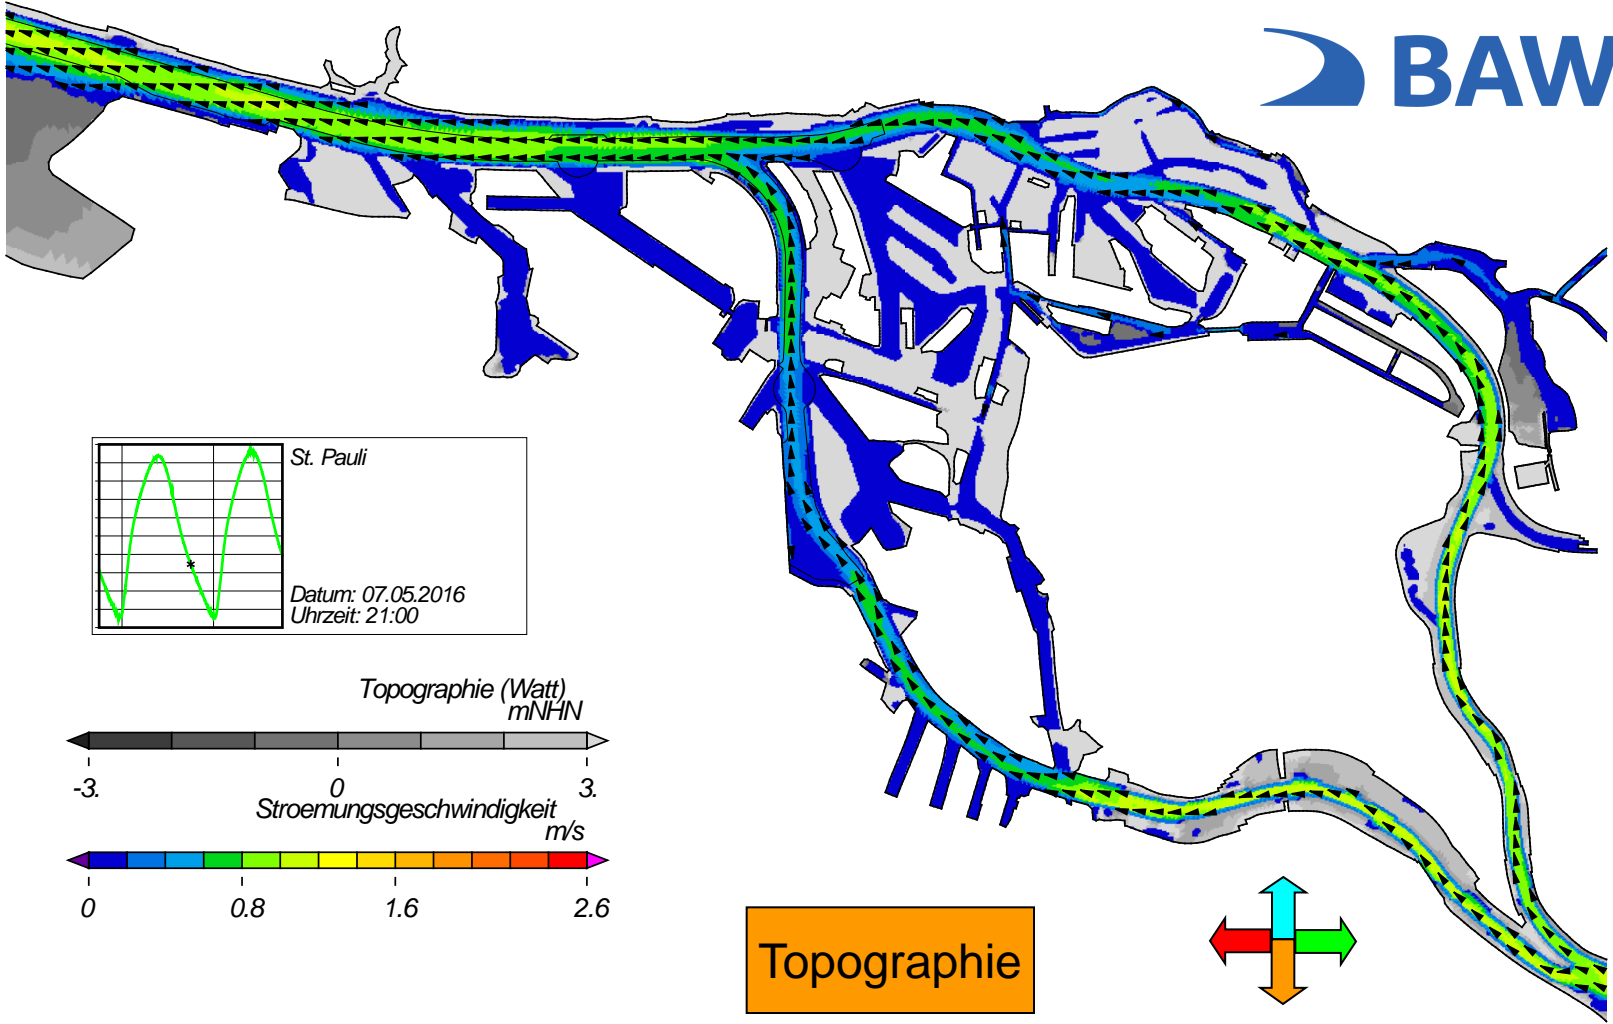 BAW
St. Pauli
Datum: 07.05.2016
Uhrzeit: 21:00
Topographie (Watt)
mNHN
-3. 0 3.
Stroemungsgeschwindigkeit
m/s
0 0.8 1.6 2.6
Topographie